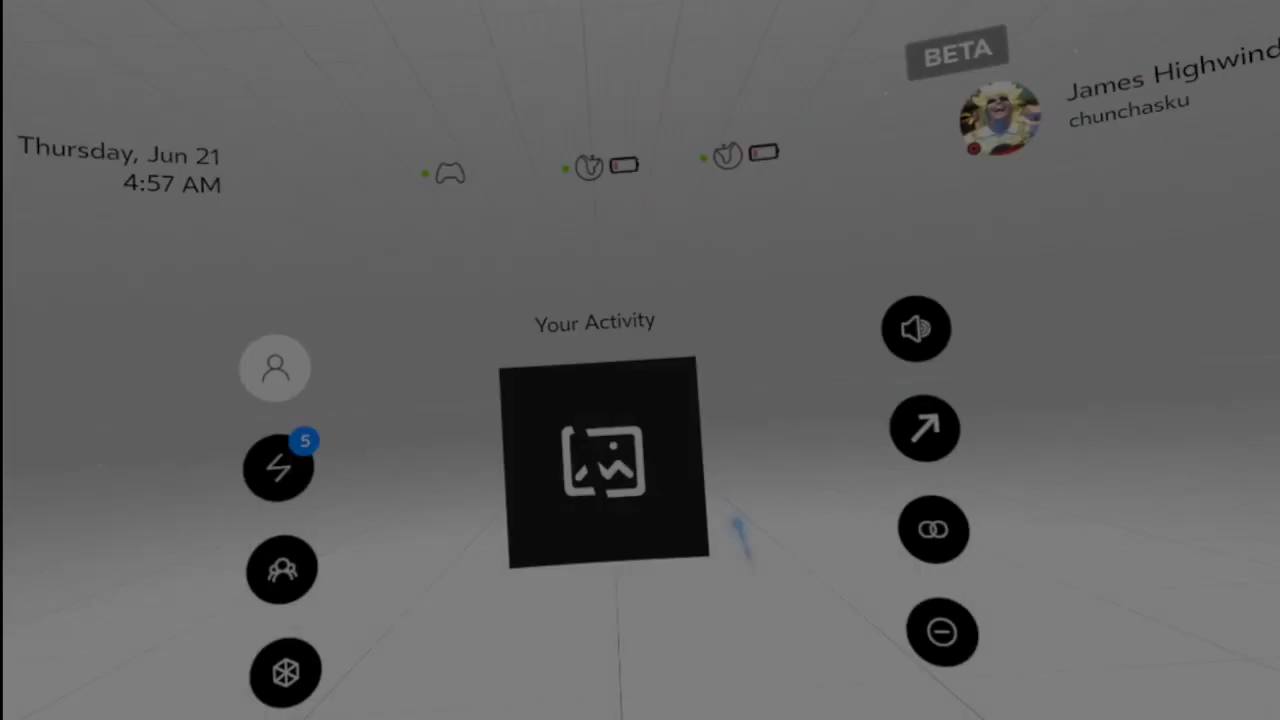 BETA
James Highwind
chunchasku
Thursday, Jun 21
4:57 AM
Your Activity
5